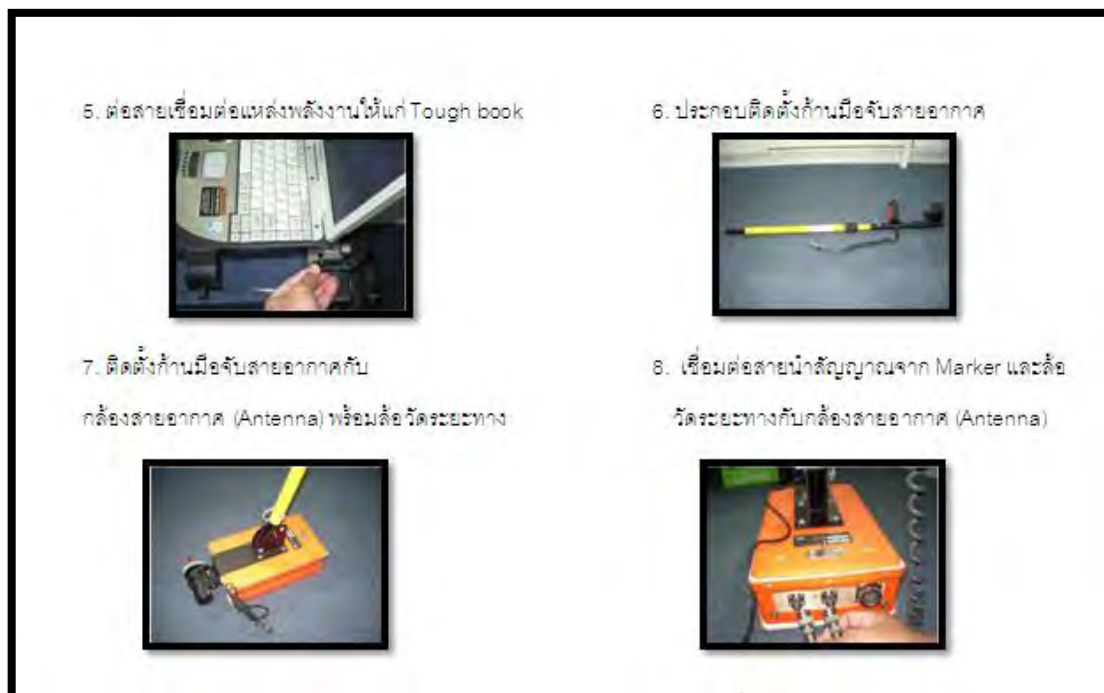 5. ต่อสายเชื่อมต่อแหล่งพลังงานให้แก่ Tough book
6. ประกอบติดตั้งก้านมือจับสายอากาศ
7. ติดตั้งก้านมือจับสายอากาศกับ
กล้องสายอากาศ (Antenna) พร้อมล้อวัดระยะทาง
8. เชื่อมต่อสายนำสัญญาณจาก Marker และล้อ
วัดระยะทางกับกล้องสายอากาศ (Antenna)